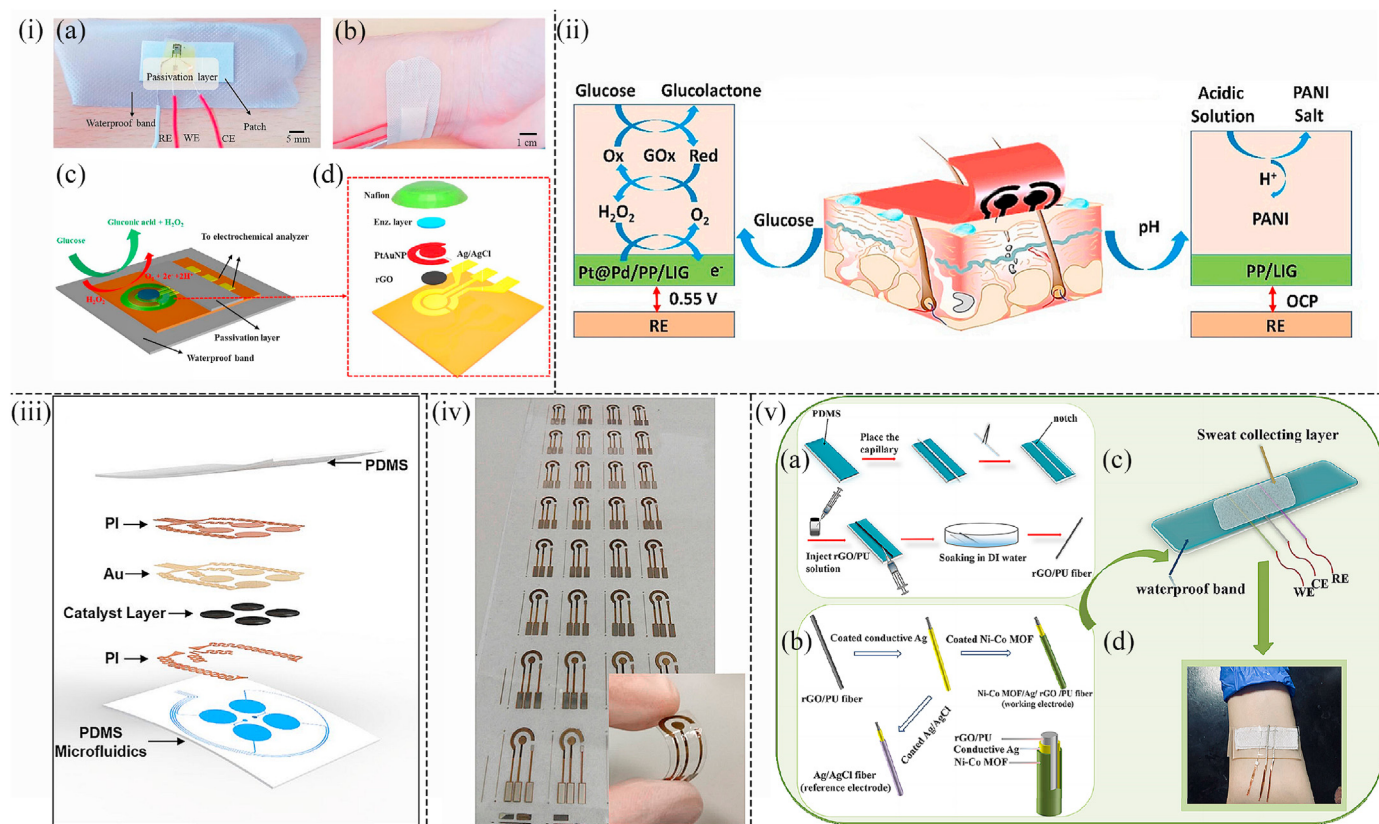 (i)
(a)
Passivation layer
Waterproof band
RE
WE
CE
Patch
5 mm
(b)
1 cm
(c)
Gluconic acid + H₂O₂
Glucose
O₂ + 2e⁻ +2H⁺
H₂O₂
To electrochemical analyzer
Passivation layer
Waterproof band
(d)
Nafion
Enz. layer
PtAuNP
Ag/AgCl
rGO
(ii)
Glucose
Glucolactone
Ox
GOx
Red
H₂O₂
O₂
Pt@Pd/PP/LIG
e⁻
0.55 V
RE
Glucose
pH
Acidic
Solution
PANI
Salt
H⁺
PANI
PP/LIG
OCP
RE
(iii)
PDMS
PI
Au
Catalyst Layer
PI
PDMS
Microfluidics
(iv)
(v)
(a)
PDMS
Place the
capillary
notch
Inject rGO/PU
solution
Soaking in DI water
rGO/PU fiber
(b)
Coated conductive Ag
Coated Ni-Co MOF
rGO/PU fiber
Ni-Co MOF/Ag/ rGO /PU fiber
(working electrode)
Coated Ag/AgCl
Ag/AgCl fiber
(reference electrode)
rGO/PU
Conductive Ag
Ni-Co MOF
(c)
Sweat collecting layer
waterproof band
WE
CE
RE
(d)